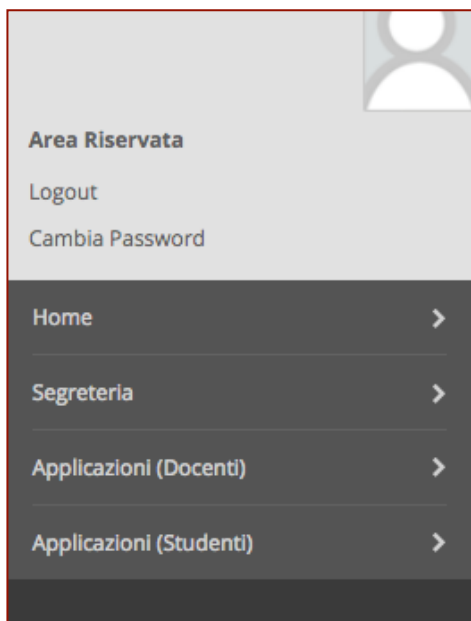 Area Riservata
Logout
Cambia Password
Home
Segreteria
Applicazioni (Docenti)
Applicazioni (Studenti)